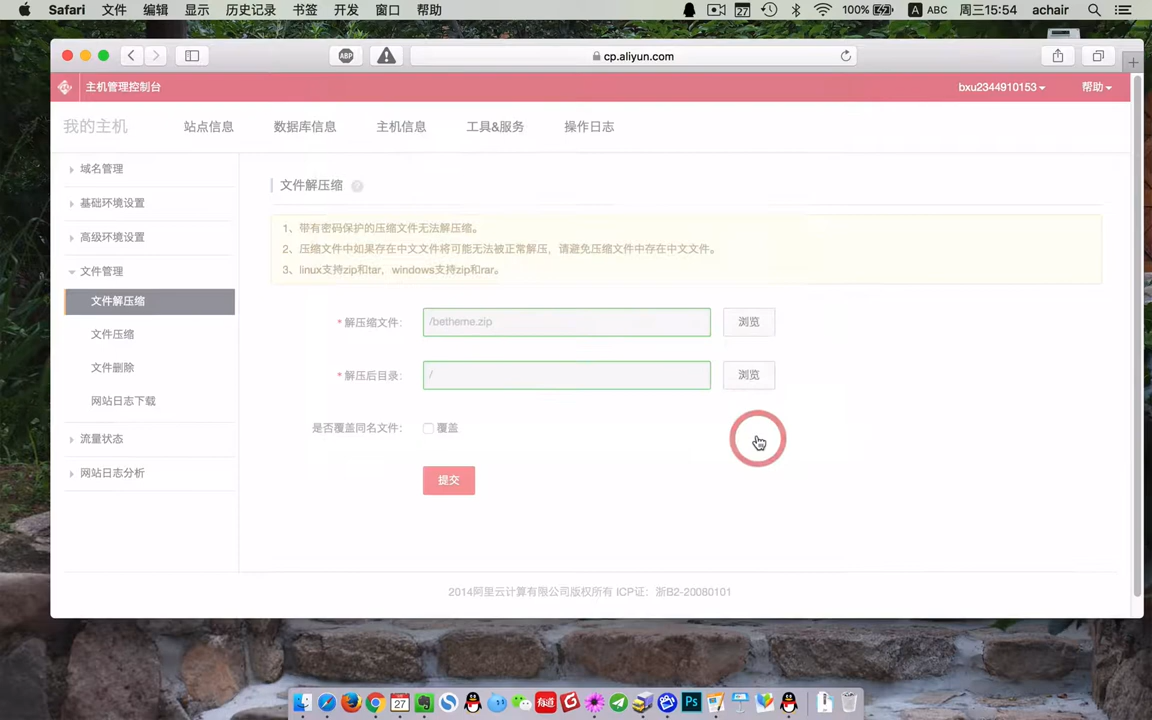 Safari 文件 编辑 显示 历史记录 书签 开发 窗口 帮助 27 100% A ABC 周三15:54 achair
ABP cp.aliyun.com
主机管理控制台 bxu2344910153 帮助
我的主机 站点信息 数据库信息 主机信息 工具&服务 操作日志
域名管理
基础环境设置
高级环境设置
文件管理
文件解压缩
文件压缩
文件删除
网站日志下载
流量状态
网站日志分析
文件解压缩 ?
1、带有密码保护的压缩文件无法解压缩。
2、压缩文件中如果存在中文文件将可能无法被正常解压，请避免压缩文件中存在中文文件。
3、linux支持zip和tar，windows支持zip和rar。
*解压缩文件: /betheme.zip 浏览
*解压后目录: / 浏览
是否覆盖同名文件: 覆盖
提交
2014阿里云计算有限公司版权所有 ICP证：浙B2-20080101
27 有道 Ps